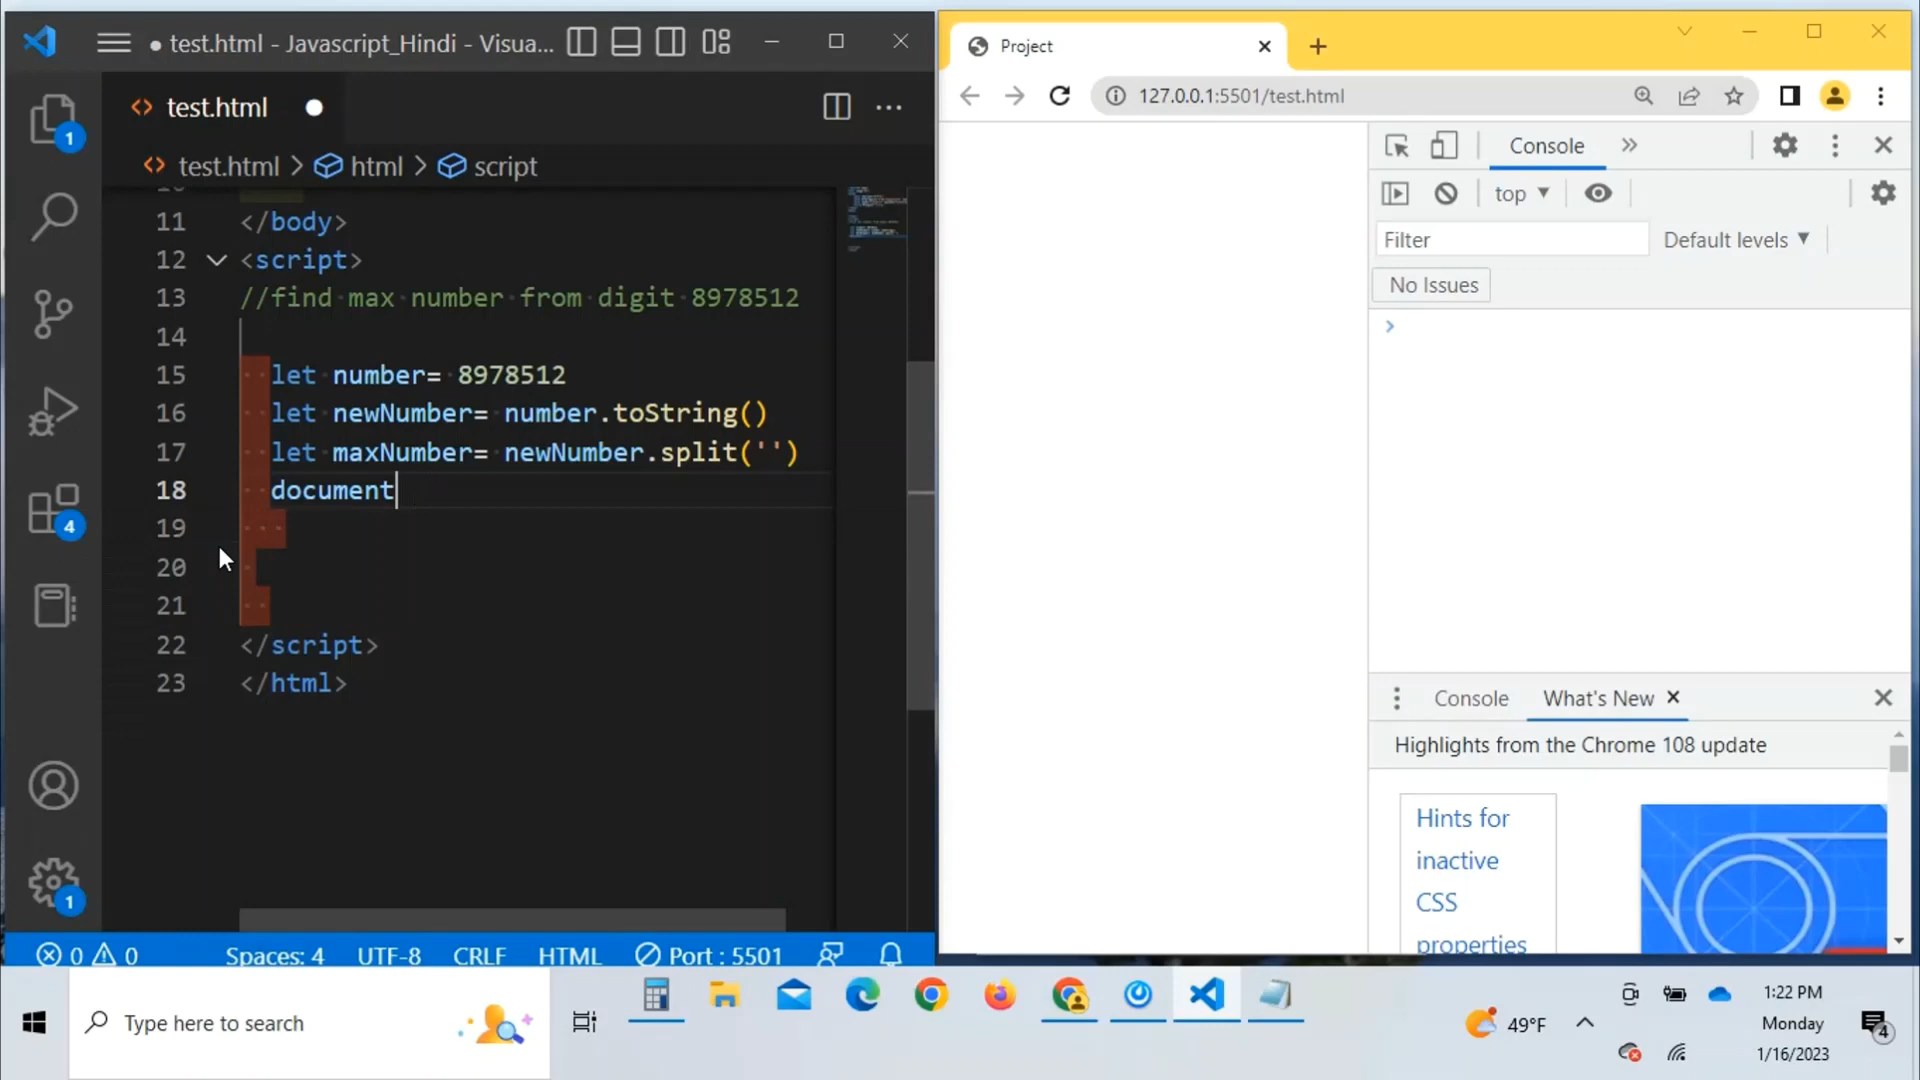 test.html - Javascript_Hindi - Visua...
test.html
test.html > html > script
11 </body>
12 <script>
13 //find max number from digit 8978512
14
15 let number= 8978512
16 let newNumber= number.toString()
17 let maxNumber= newNumber.split('')
18 document
19
20
21
22 </script>
23 </html>
1
4
1
0 0
Spaces: 4
UTF-8
CRLF
HTML
Port : 5501
Project
127.0.0.1:5501/test.html
Console
top
Filter
Default levels
No Issues
Console
What's New
Highlights from the Chrome 108 update
Hints for
inactive
CSS
properties
Type here to search
49°F
1:22 PM
Monday
1/16/2023
4